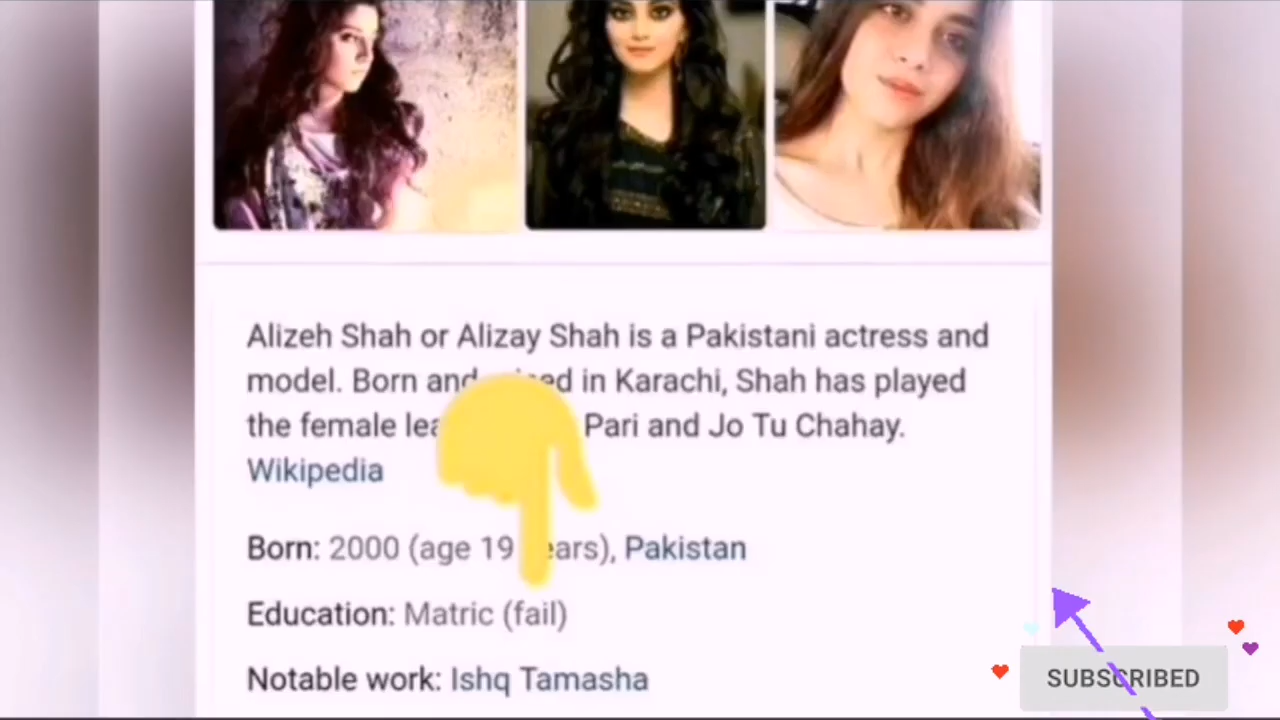 Alizeh Shah or Alizay Shah is a Pakistani actress and
model. Born and in Karachi, Shah has played
the female Pari and Jo Tu Chahay.
Wikipedia
Born: 2000 (age 19 years), Pakistan
Education: Matric (fail)
Notable work: Ishq Tamasha
SUBSCRIBED